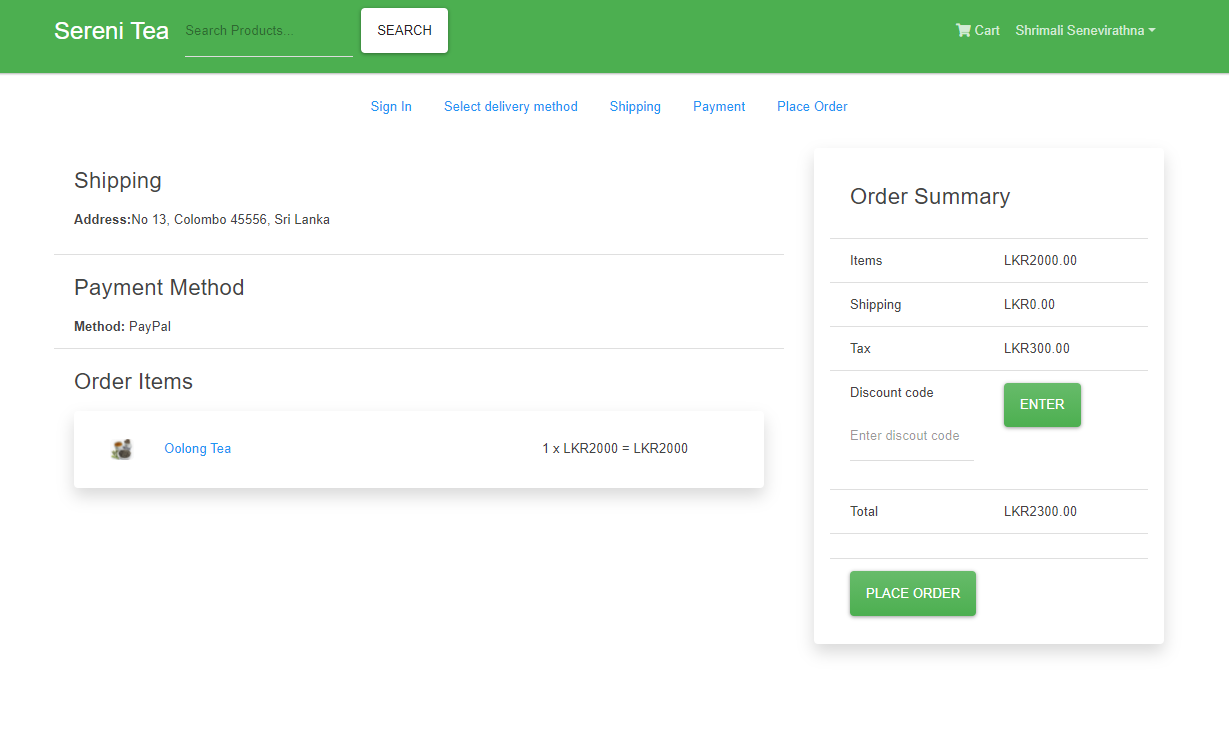 Sereni Tea Search Products... SEARCH Cart Shrimali Senevirathna
Sign In Select delivery method Shipping Payment Place Order
Shipping
Address:No 13, Colombo 45556, Sri Lanka
Payment Method
Method: PayPal
Order Items
Oolong Tea 1 x LKR2000 = LKR2000
Order Summary
Items LKR2000.00
Shipping LKR0.00
Tax LKR300.00
Discount code ENTER
Enter discout code
Total LKR2300.00
PLACE ORDER